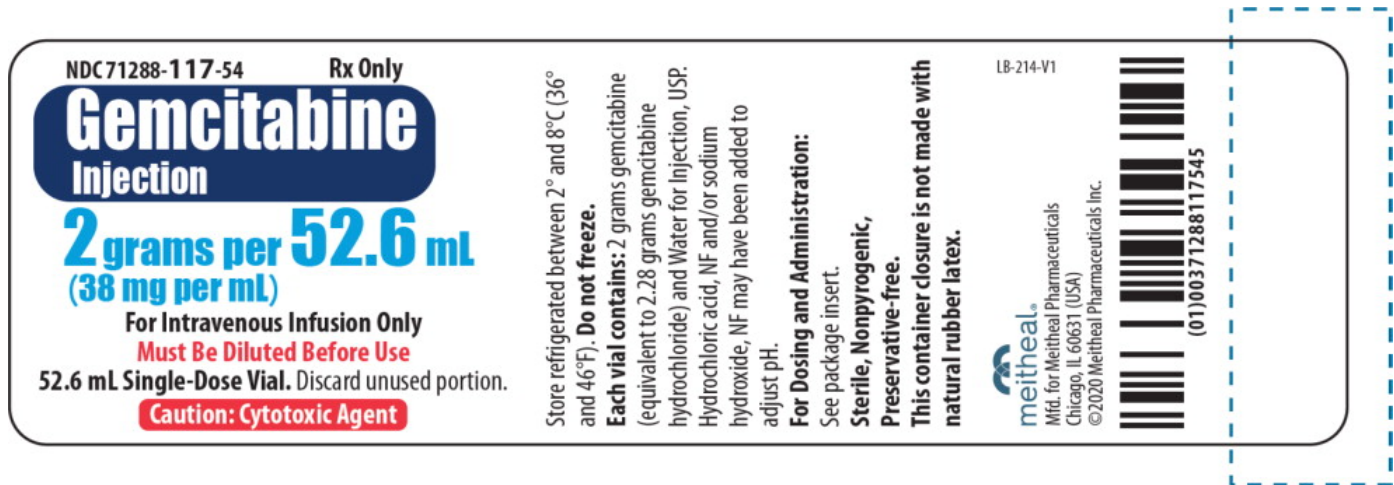 NDC 71288-117-54 Rx Only
Gemcitabine
Injection
2 grams per 52.6 mL
(38 mg per mL)
For Intravenous Infusion Only
Must Be Diluted Before Use
52.6 mL Single-Dose Vial. Discard unused portion.
Caution: Cytotoxic Agent
Store refrigerated between 2° and 8°C (36°
and 46°F). Do not freeze.
Each vial contains: 2 grams gemcitabine
(equivalent to 2.28 grams gemcitabine
hydrochloride) and Water for Injection, USP.
Hydrochloric acid, NF and/or sodium
hydroxide, NF may have been added to
adjust pH.
For Dosing and Administration:
See package insert.
Sterile, Nonpyrogenic,
Preservative-free.
This container closure is not made with
natural rubber latex.
LB-214-V1
meitheal®
Mfd. for Meitheal Pharmaceuticals
Chicago, IL 60631 (USA)
©2020 Meitheal Pharmaceuticals Inc.
(01)00371288117545